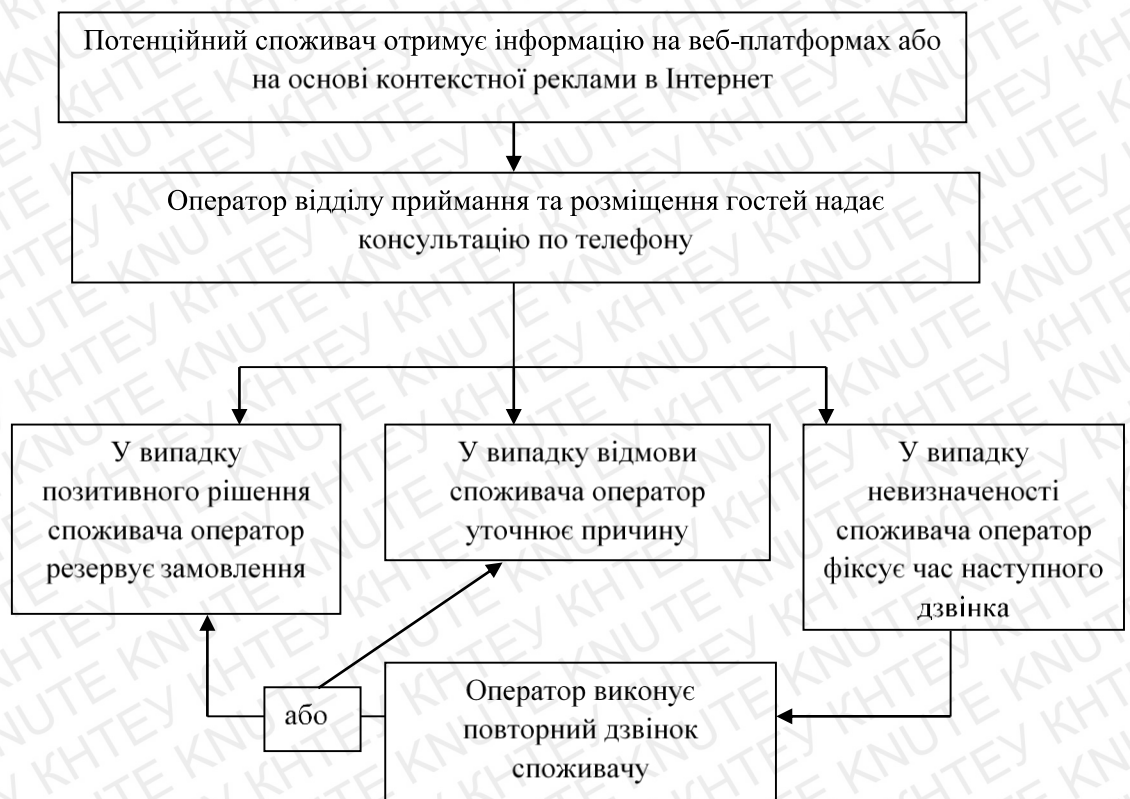 Потенційний споживач отримує інформацію на веб-платформах або
на основі контекстної реклами в Інтернет
Оператор відділу приймання та розміщення гостей надає
консультацію по телефону
У випадку
позитивного рішення
споживача оператор
резервує замовлення
У випадку відмови
споживача оператор
уточнює причину
У випадку
невизначеності
споживача оператор
фіксує час наступного
дзвінка
або
Оператор виконує
повторний дзвінок
споживачу